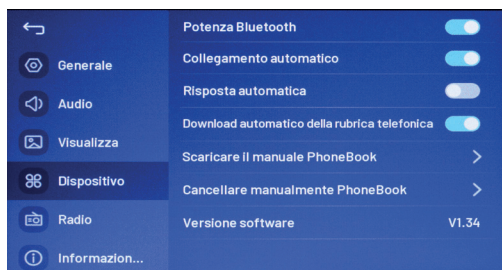 Generale
Audio
Visualizza
Dispositivo
Radio
Informazion...
Potenza Bluetooth
Collegamento automatico
Risposta automatica
Download automatico della rubrica telefonica
Scaricare il manuale PhoneBook
Cancellare manualmente PhoneBook
Versione software V1.34